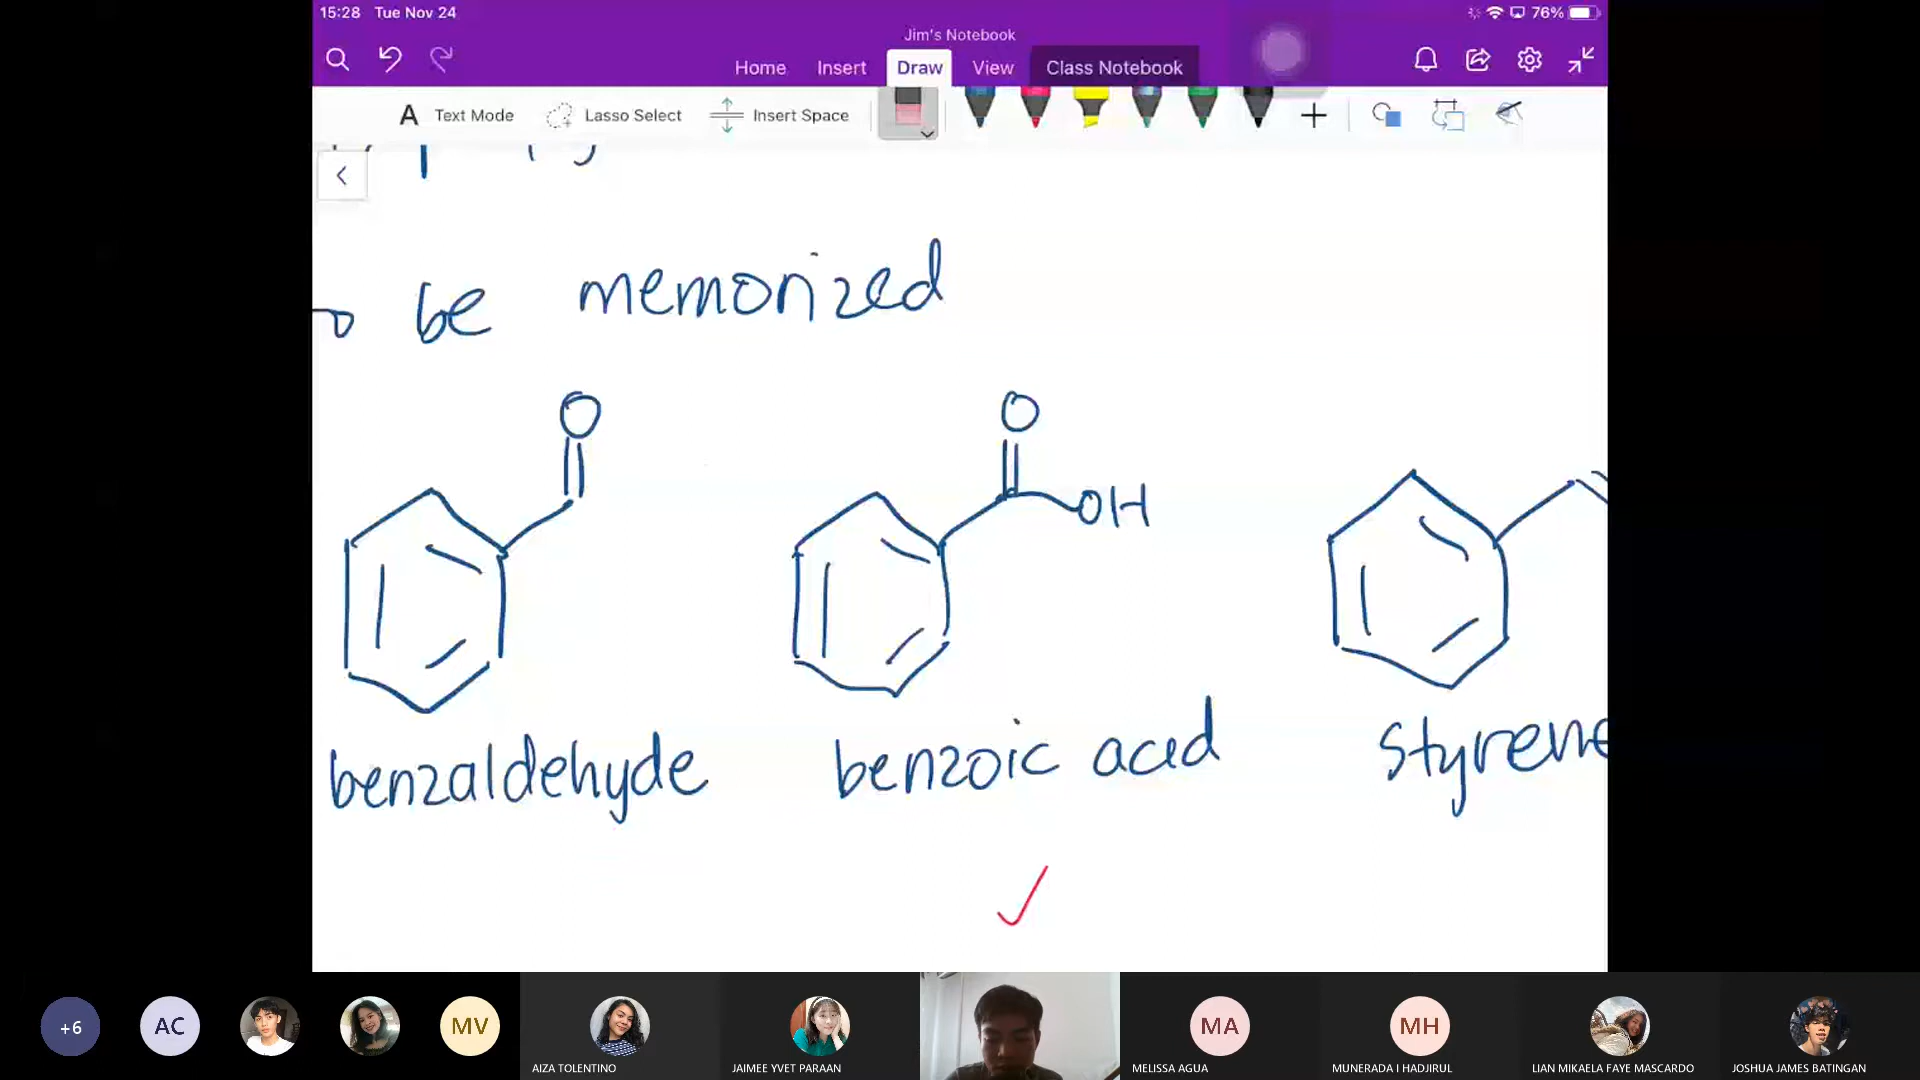 15:28 Tue Nov 24
76%
Jim's Notebook
Home Insert Draw View Class Notebook
A Text Mode Lasso Select Insert Space
be memorized
O O
OH
benzaldehyde benzoic acid styrene
+6 AC MV MA MH
AIZA TOLENTINO JAIMEE YVET PARAAN MELISSA AGUA MUNERADA I HADJIRUL LIAN MIKAELA FAYE MASCARDO JOSHUA JAMES BATINGAN